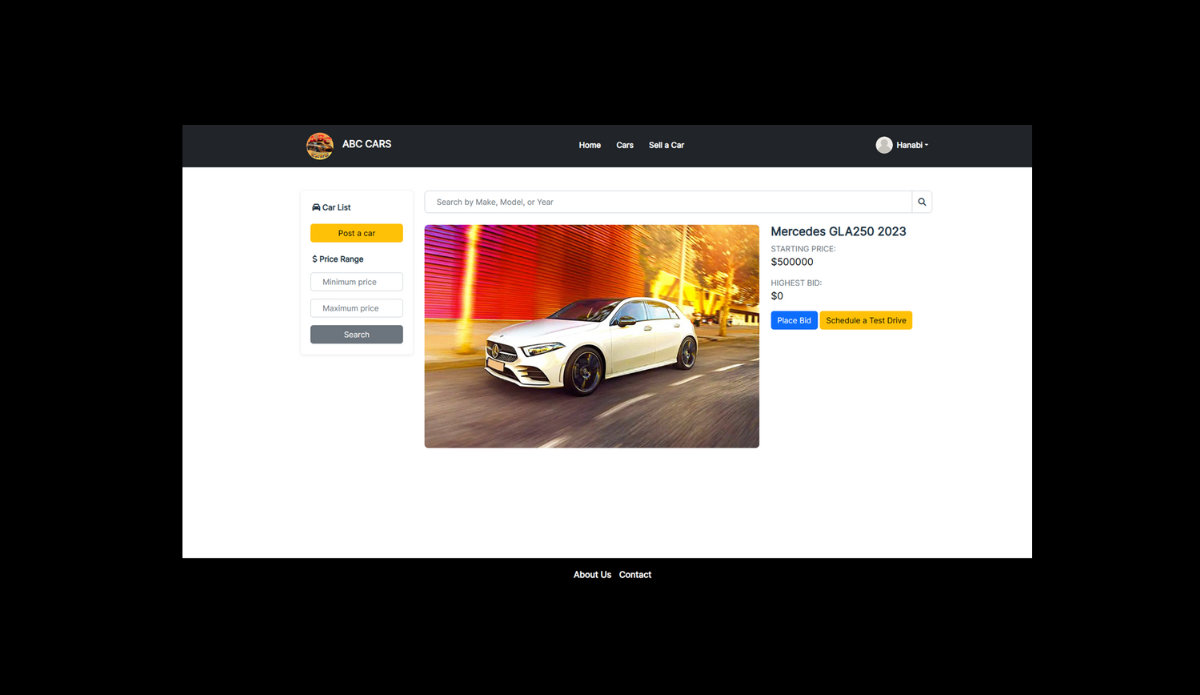 ABC CARS
Home Cars Sell a Car
Hanabi
Car List
Post a car
$ Price Range
Minimum price
Maximum price
Search
Search by Make, Model, or Year
Mercedes GLA250 2023
STARTING PRICE:
$500000
HIGHEST BID:
$0
Place Bid Schedule a Test Drive
About Us Contact